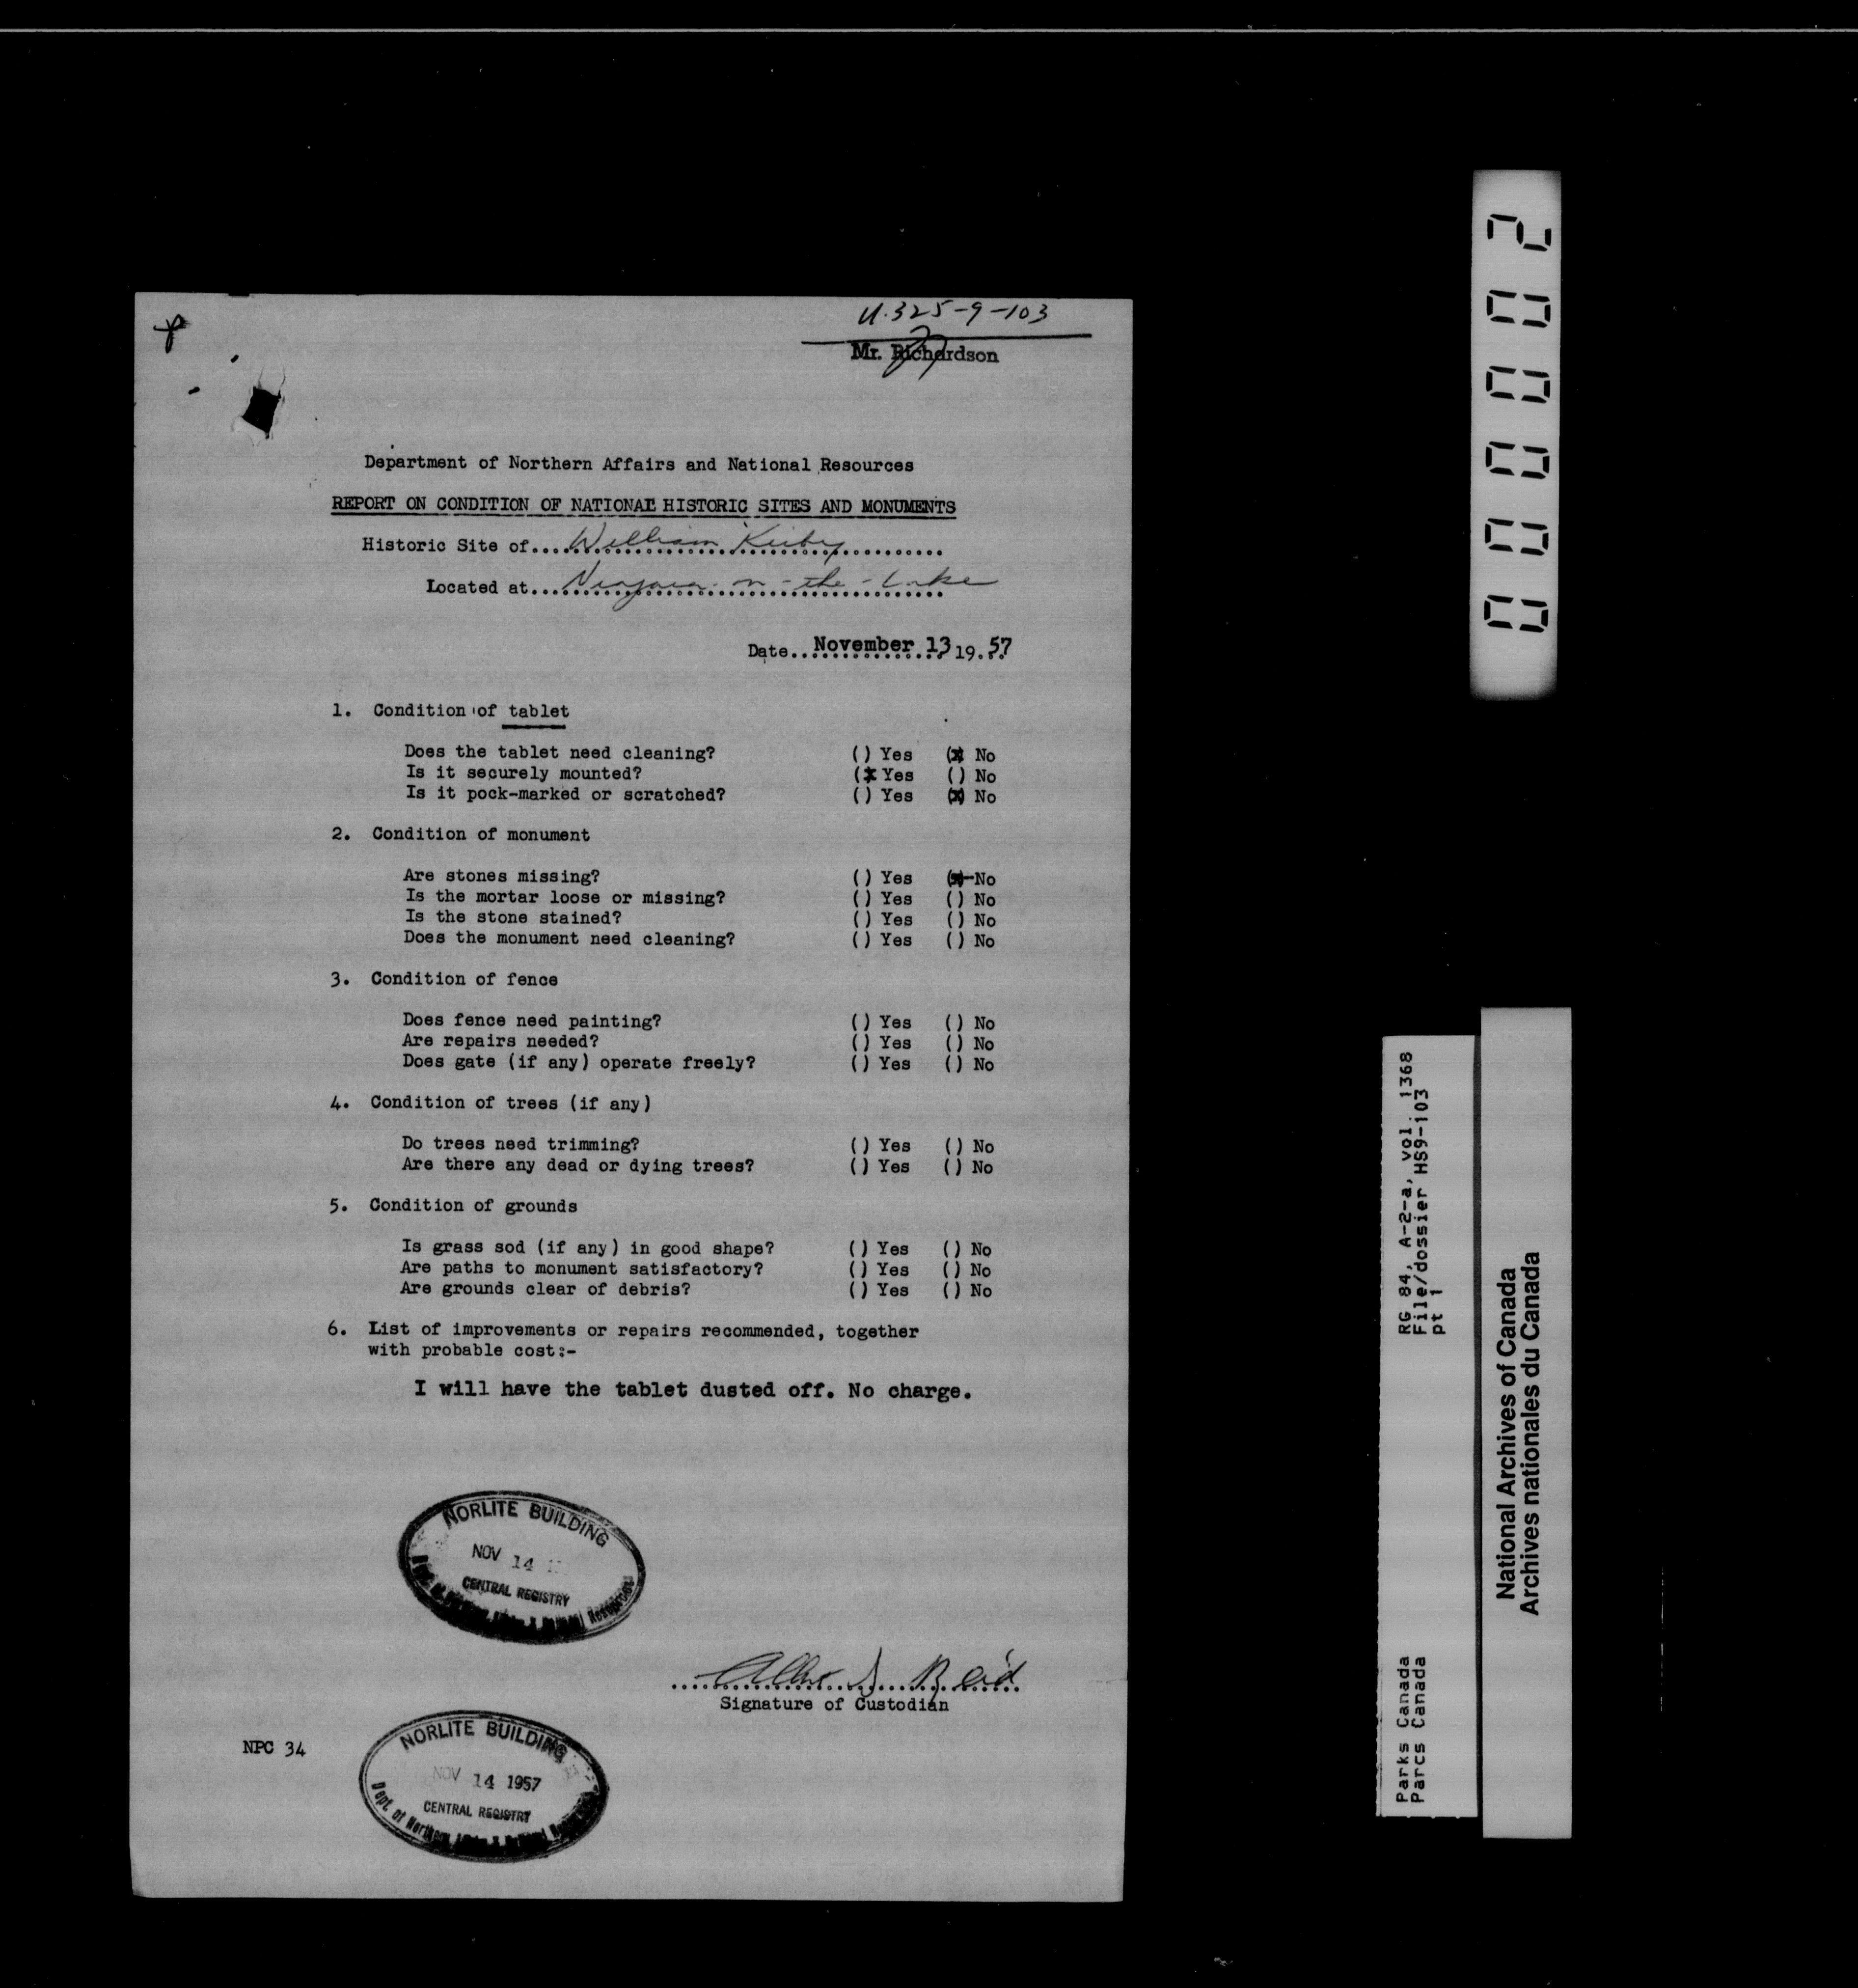 U.325-9-103
Mr. Richardson
Department of Northern Affairs and National Resources
REPORT ON CONDITION OF NATIONAL HISTORIC SITES AND MONUMENTS
Historic Site of....William Kirby
Located at....Niagara-on-the-Lake
Date..November 13 19.57
1. Condition of tablet
Does the tablet need cleaning? ( ) Yes (x) No
Is it securely mounted? (x Yes ( ) No
Is it pock-marked or scratched? ( ) Yes (x) No
2. Condition of monument
Are stones missing? ( ) Yes (x) No
Is the mortar loose or missing? ( ) Yes ( ) No
Is the stone stained? ( ) Yes ( ) No
Does the monument need cleaning? ( ) Yes ( ) No
3. Condition of fence
Does fence need painting? ( ) Yes ( ) No
Are repairs needed? ( ) Yes ( ) No
Does gate (if any) operate freely? ( ) Yes ( ) No
4. Condition of trees (if any)
Do trees need trimming? ( ) Yes ( ) No
Are there any dead or dying trees? ( ) Yes ( ) No
5. Condition of grounds
Is grass sod (if any) in good shape? ( ) Yes ( ) No
Are paths to monument satisfactory? ( ) Yes ( ) No
Are grounds clear of debris? ( ) Yes ( ) No
6. List of improvements or repairs recommended, together
with probable cost:-
I will have the tablet dusted off. No charge.
NORLITE BUILDING
NOV 14
CENTRAL REGISTRY
Reid
Signature of Custodian
NPC 34
NORLITE BUILDING
NOV 14 1957
CENTRAL REGISTRY
Dept. of Northern
000002
RG 84, A-2-a, vol. 1368
File/dossier HS9-103
pt 1
Parks Canada
Parcs Canada
National Archives of Canada
Archives nationales du Canada